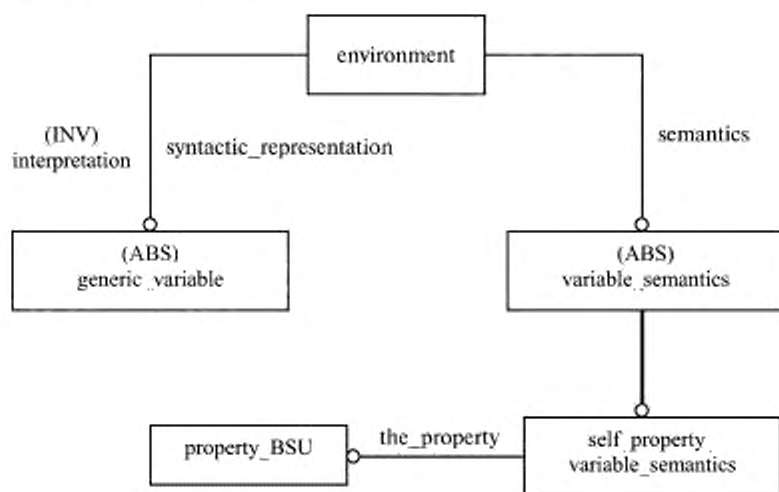 environment
(INV)
interpretation
syntactic_representation
semantics
(ABS)
generic_variable
(ABS)
variable_semantics
property_BSU
the_property
self_property
variable_semantics